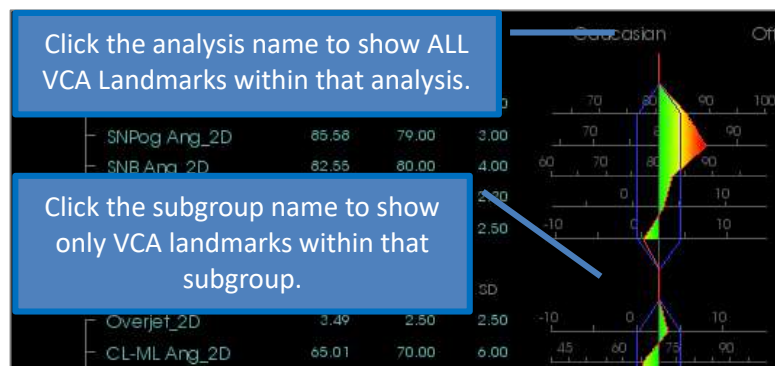 Click the analysis name to show ALL
VCA Landmarks within that analysis.
Caucasian
70 80 90 100
SNPog Ang_2D 85.58 79.00 3.00 70 80 90
SNB Ang_2D 82.55 80.00 4.00 60 70 80 90
Click the subgroup name to show
only VCA landmarks within that
subgroup.
0 10
2.50 -10 0 10
SD
Overjet_2D 3.49 2.50 2.50 -10 0 10
CL-ML Ang_2D 65.01 70.00 6.00 45 60 75 90